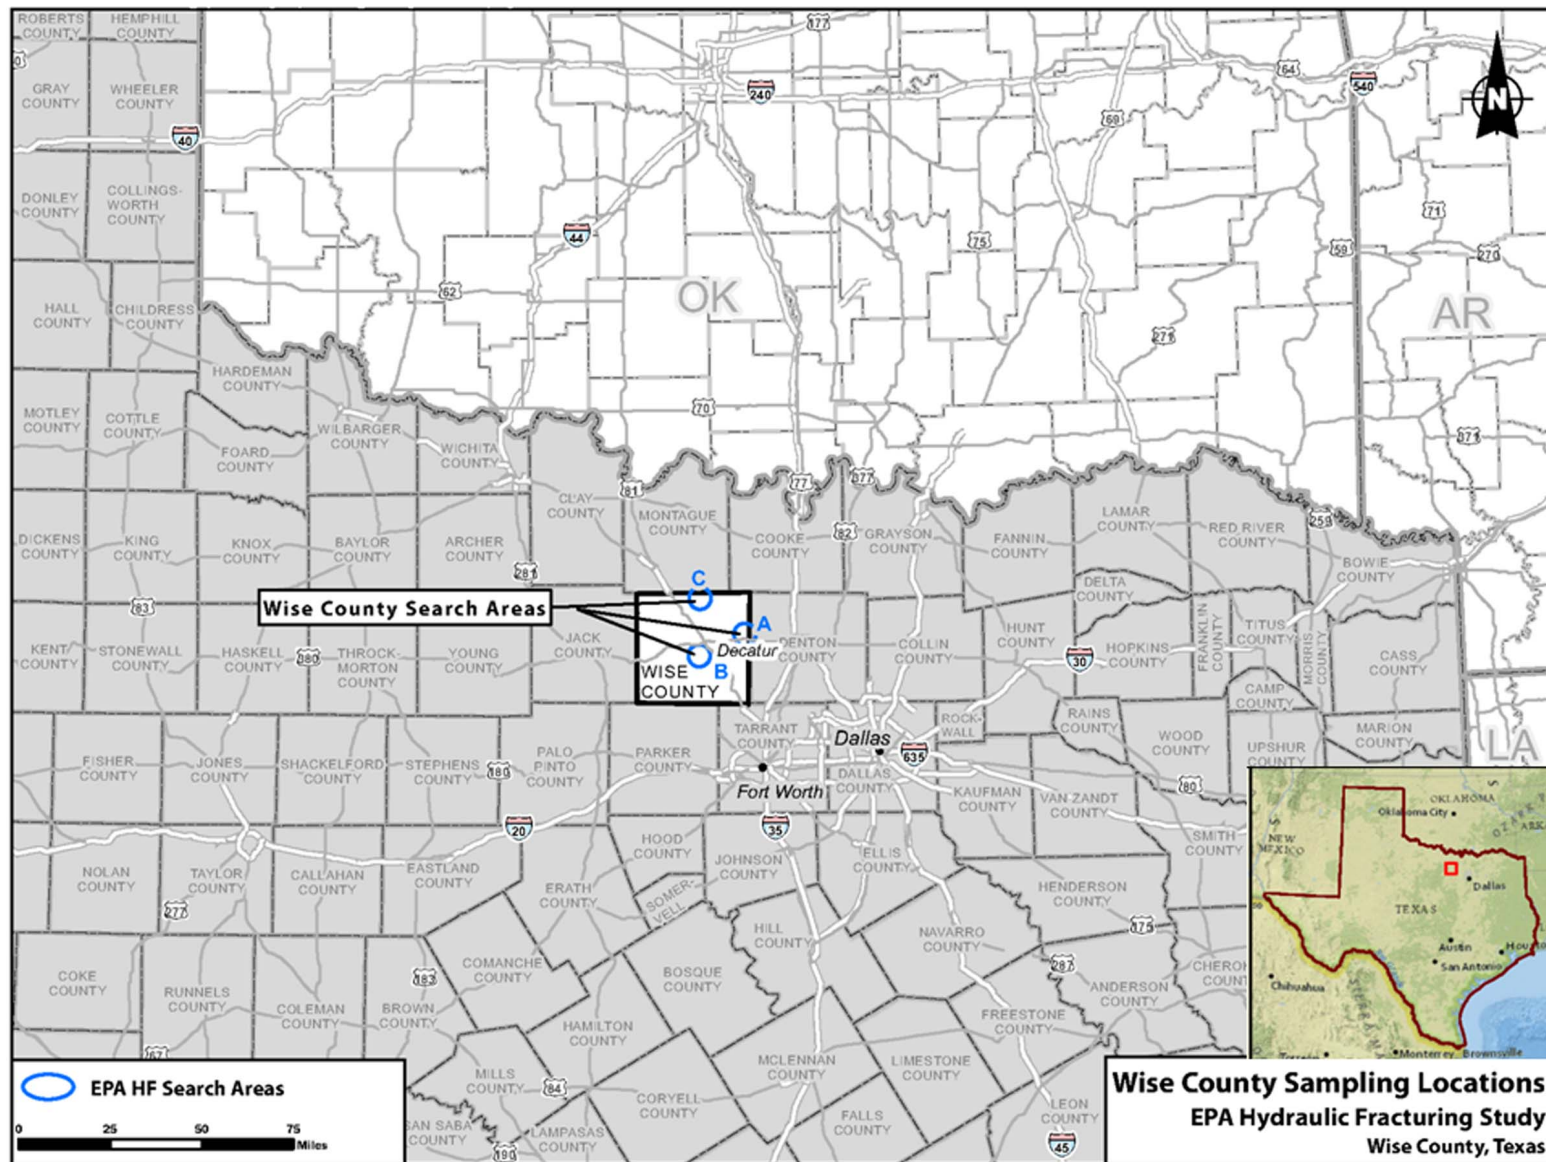 ROBERTS
COUNTY
HEMPHILL
COUNTY
177
GRAY
COUNTY
WHEELER
COUNTY
240
64
540
40
69
N
DONLEY
COUNTY
COLLINGS-
WORTH
COUNTY
44
75
71
59
270
62
OK
AR
HALL
COUNTY
CHILDRESS
COUNTY
271
HARDEMAN
COUNTY
70
MOTLEY
COUNTY
COTTLE
COUNTY
WILBARGER
COUNTY
FOARD
COUNTY
WICHITA
COUNTY
371
81
77
377
CLAY
COUNTY
MONTAGUE
COUNTY
COOKE
COUNTY
82
GRAYSON
COUNTY
FANNIN
COUNTY
LAMAR
COUNTY
RED RIVER
COUNTY
259
DICKENS
COUNTY
KING
COUNTY
KNOX
COUNTY
BAYLOR
COUNTY
ARCHER
COUNTY
281
BOWIE
COUNTY
DELTA
COUNTY
C
Wise County Search Areas
83
A
Decatur
B
WISE
COUNTY
KENT
COUNTY
STONEWALL
COUNTY
HASKELL
COUNTY
380
THROCK-
MORTON
COUNTY
YOUNG
COUNTY
JACK
COUNTY
DENTON
COUNTY
COLLIN
COUNTY
HUNT
COUNTY
30
HOPKINS
COUNTY
FRANKLIN
COUNTY
TITUS
COUNTY
MORRIS
COUNTY
CASS
COUNTY
CAMP
COUNTY
FISHER
COUNTY
JONES
COUNTY
SHACKELFORD
COUNTY
STEPHENS
COUNTY
180
PALO
PINTO
COUNTY
PARKER
COUNTY
TARRANT
COUNTY
Dallas
635
DALLAS
COUNTY
Fort Worth
ROCK-
WALL
RAINS
COUNTY
WOOD
COUNTY
UPSHUR
COUNTY
MARION
COUNTY
LA
KAUFMAN
COUNTY
VAN ZANDT
COUNTY
80
20
35
SMITH
COUNTY
NOLAN
COUNTY
TAYLOR
COUNTY
CALLAHAN
COUNTY
EASTLAND
COUNTY
277
ERATH
COUNTY
HOOD
COUNTY
SOMER-
VELL
JOHNSON
COUNTY
ELLIS
COUNTY
HENDERSON
COUNTY
175
HILL
COUNTY
NAVARRO
COUNTY
287
COKE
COUNTY
RUNNELS
COUNTY
COLEMAN
COUNTY
BROWN
COUNTY
183
COMANCHE
COUNTY
BOSQUE
COUNTY
ANDERSON
COUNTY
HAMILTON
COUNTY
FREESTONE
COUNTY
67
MILLS
COUNTY
84
CORYELL
COUNTY
MCLENNAN
COUNTY
LIMESTONE
COUNTY
FALLS
COUNTY
LEON
COUNTY
45
SAN SABA
COUNTY
190
LAMPASAS
COUNTY
OKLAHOMA
Oklahoma City
NEW
MEXICO
Dallas
TEXAS
Austin
San Antonio
Chihuahua
Monterrey
Brownsville
EPA HF Search Areas
0
25
50
75
Miles
Wise County Sampling Locations
EPA Hydraulic Fracturing Study
Wise County, Texas